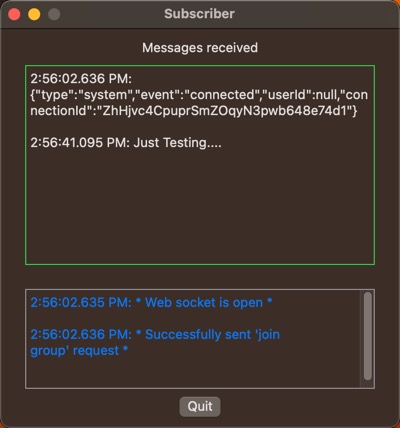 Subscriber
Messages received
2:56:02.636 PM:
{"type":"system","event":"connected","userId":null,"con
nectionId":"ZhHjvc4CpuprSmZOqyN3pwb648e74d1"}
2:56:41.095 PM: Just Testing....
2:56:02.635 PM: * Web socket is open *
2:56:02.636 PM: * Successfully sent 'join
group' request *
Quit